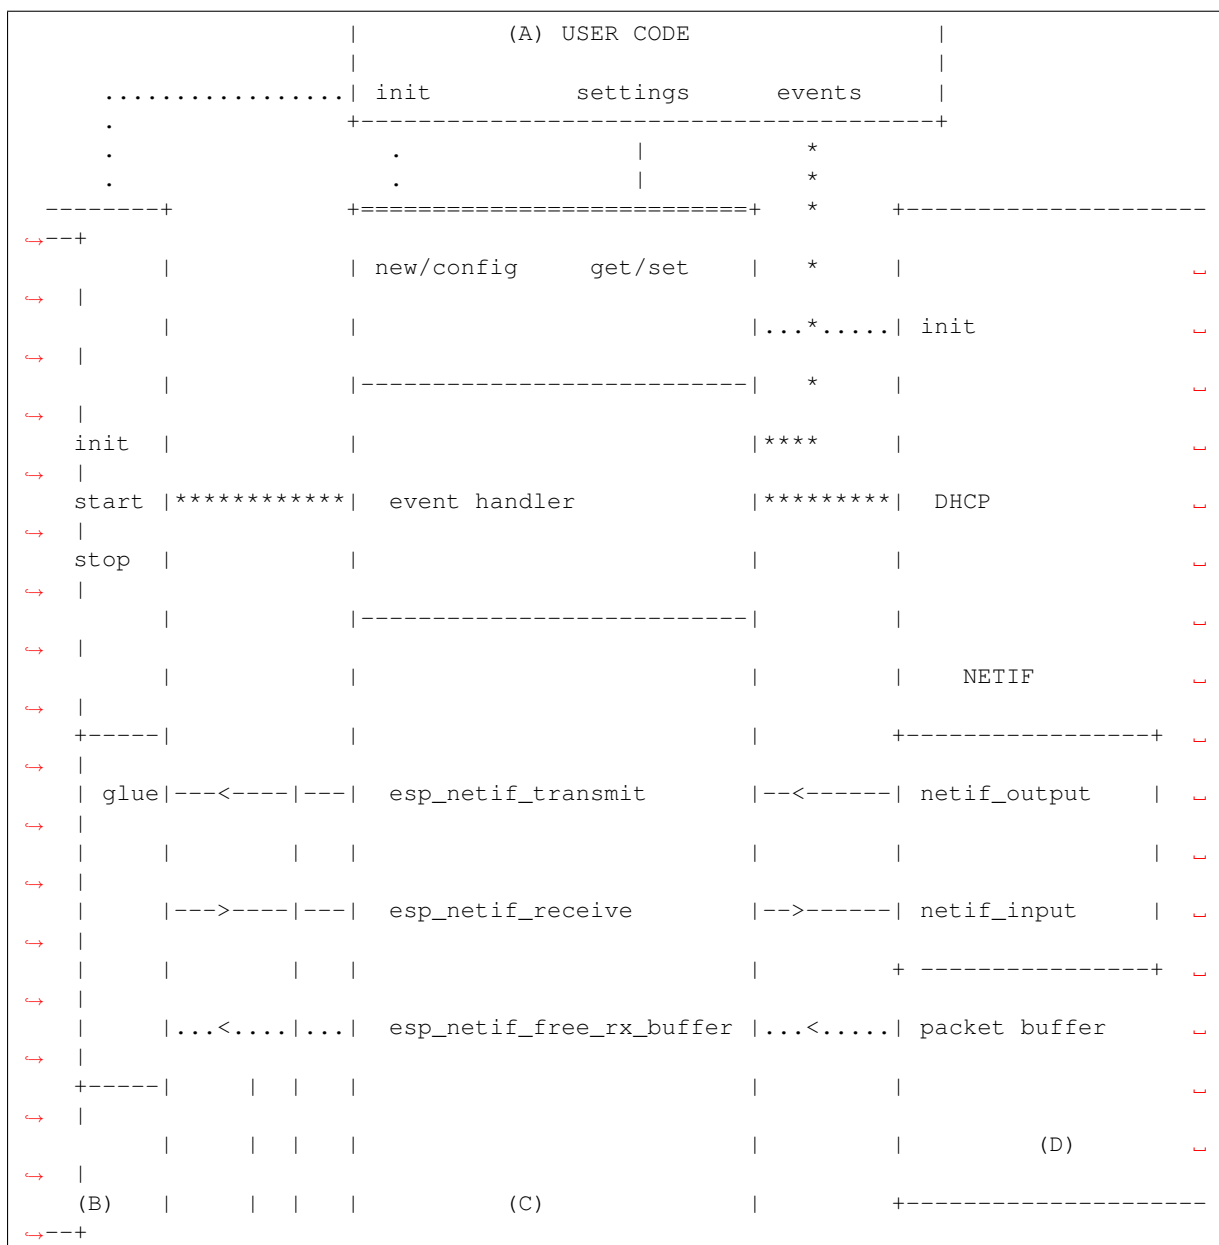 |          (A) USER CODE                 |
                       |                                        |
      .................| init          settings      events     |
      .                +----------------------------------------+
      .                   .                |           *
      .                   .                |           *
  --------+            +===========================+   *     +---------------------
↪--+
          |            | new/config     get/set    |   *     |                    ␣
↪  |
          |            |                           |...*.....| init               ␣
↪  |
          |            |---------------------------|   *     |                    ␣
↪  |
    init  |            |                           |****     |                    ␣
↪  |
    start |************|  event handler            |*********|  DHCP              ␣
↪  |
    stop  |            |                           |         |                    ␣
↪  |
          |            |---------------------------|         |                    ␣
↪  |
          |            |                           |         |    NETIF           ␣
↪  |
    +-----|            |                           |         +-----------------+  ␣
↪  |
    | glue|---<----|---|  esp_netif_transmit       |--<------| netif_output    |  ␣
↪  |
    |     |        |   |                           |         |                 |  ␣
↪  |
    |     |--->----|---|  esp_netif_receive        |-->------| netif_input     |  ␣
↪  |
    |     |        |   |                           |         + ----------------+  ␣
↪  |
    |     |...<....|...|  esp_netif_free_rx_buffer |...<.....| packet buffer      ␣
↪  |
    +-----|     |  |   |                           |         |                    ␣
↪  |
          |     |  |   |                           |         |         (D)        ␣
↪  |
    (B)   |     |  |   |          (C)              |         +---------------------
↪--+